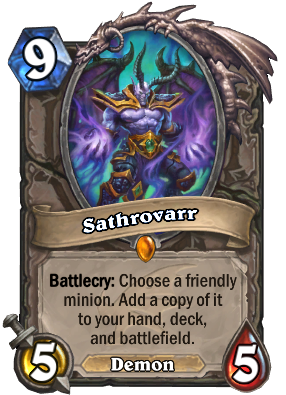 9
Sathrovarr
Battlecry: Choose a friendly
minion. Add a copy of it
to your hand, deck,
and battlefield.
5
Demon
5